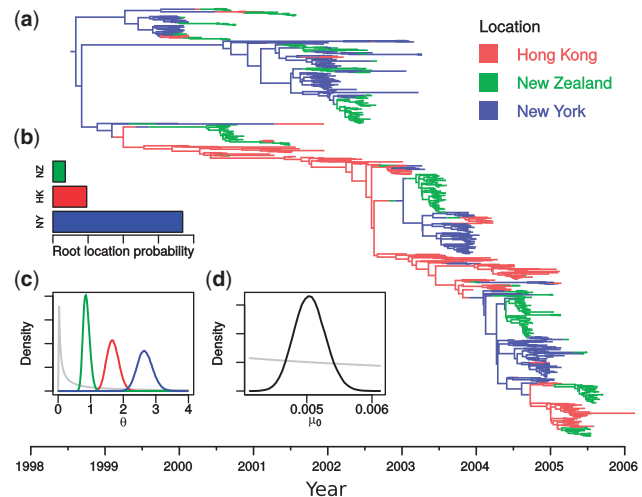 (a)
Location
Hong Kong
New Zealand
New York
(b)
NZ
HK
NY
Root location probability
(c)
Density
0 1 2 3 4
θ
(d)
Density
0.005 0.006
μ0
1998 1999 2000 2001 2002 2003 2004 2005 2006
Year